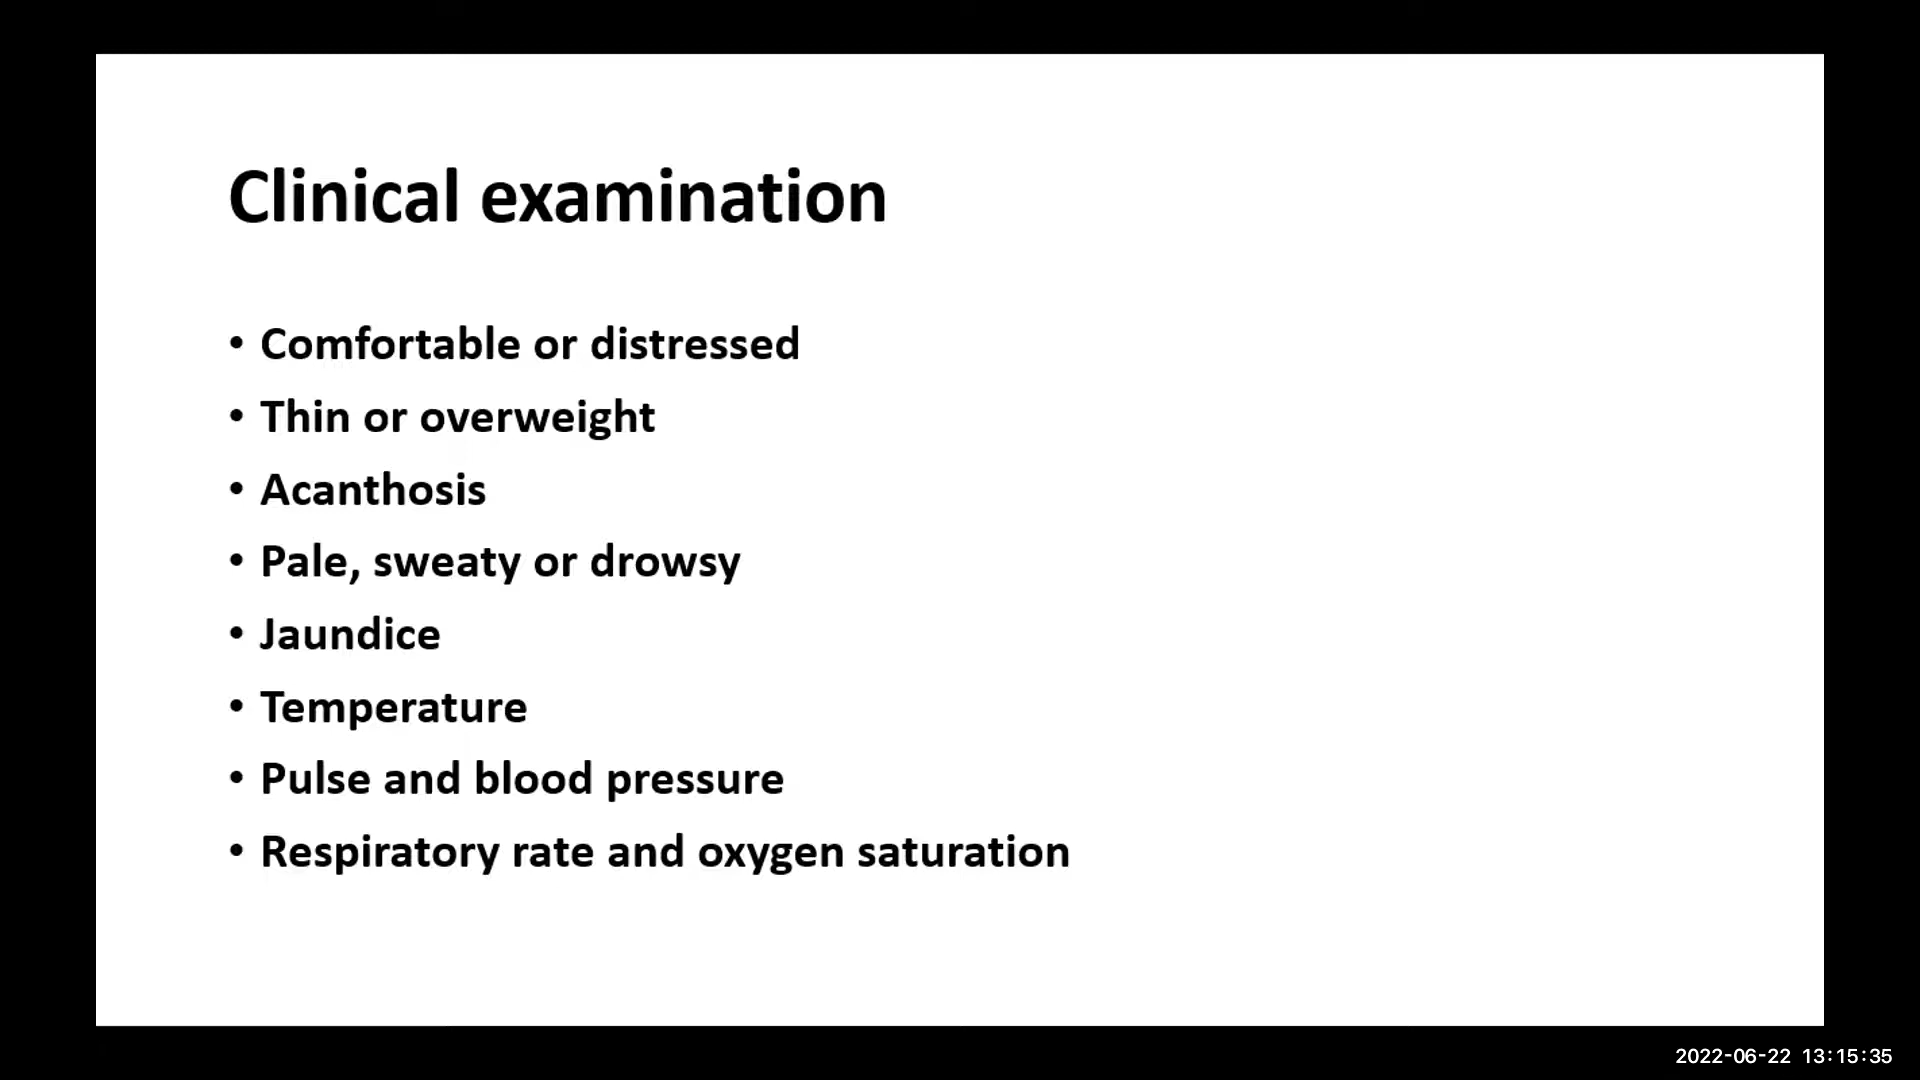 Clinical examination
• Comfortable or distressed
• Thin or overweight
• Acanthosis
• Pale, sweaty or drowsy
• Jaundice
• Temperature
• Pulse and blood pressure
• Respiratory rate and oxygen saturation
2022-06-22 13:15:35